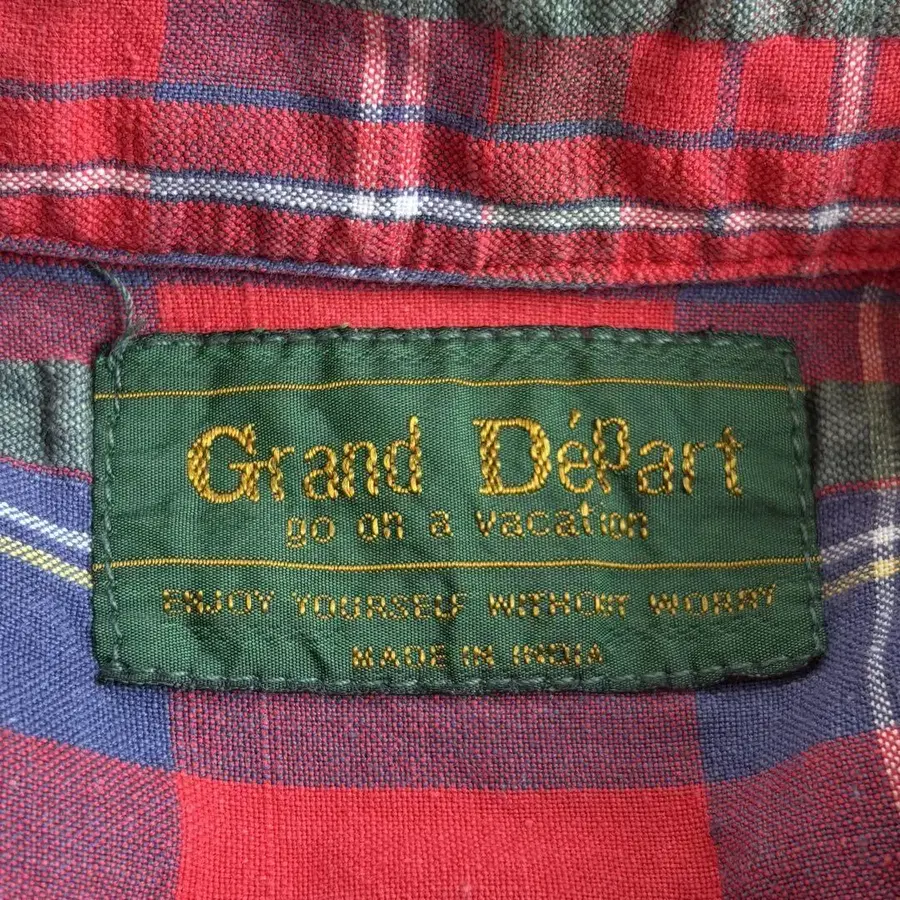 Grand DéPart
go on a vacation
ENJOY YOURSELF WITHOUT WORRY
MADE IN INDIA